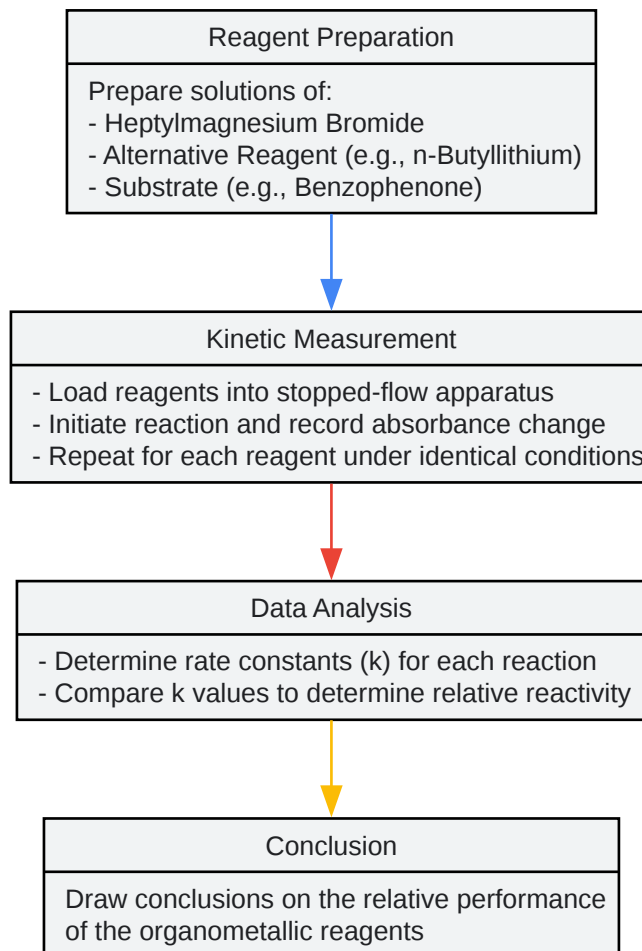 Reagent Preparation
Prepare solutions of:
- Heptylmagnesium Bromide
- Alternative Reagent (e.g., n-Butyllithium)
- Substrate (e.g., Benzophenone)
Kinetic Measurement
- Load reagents into stopped-flow apparatus
- Initiate reaction and record absorbance change
- Repeat for each reagent under identical conditions
Data Analysis
- Determine rate constants (k) for each reaction
- Compare k values to determine relative reactivity
Conclusion
Draw conclusions on the relative performance
of the organometallic reagents